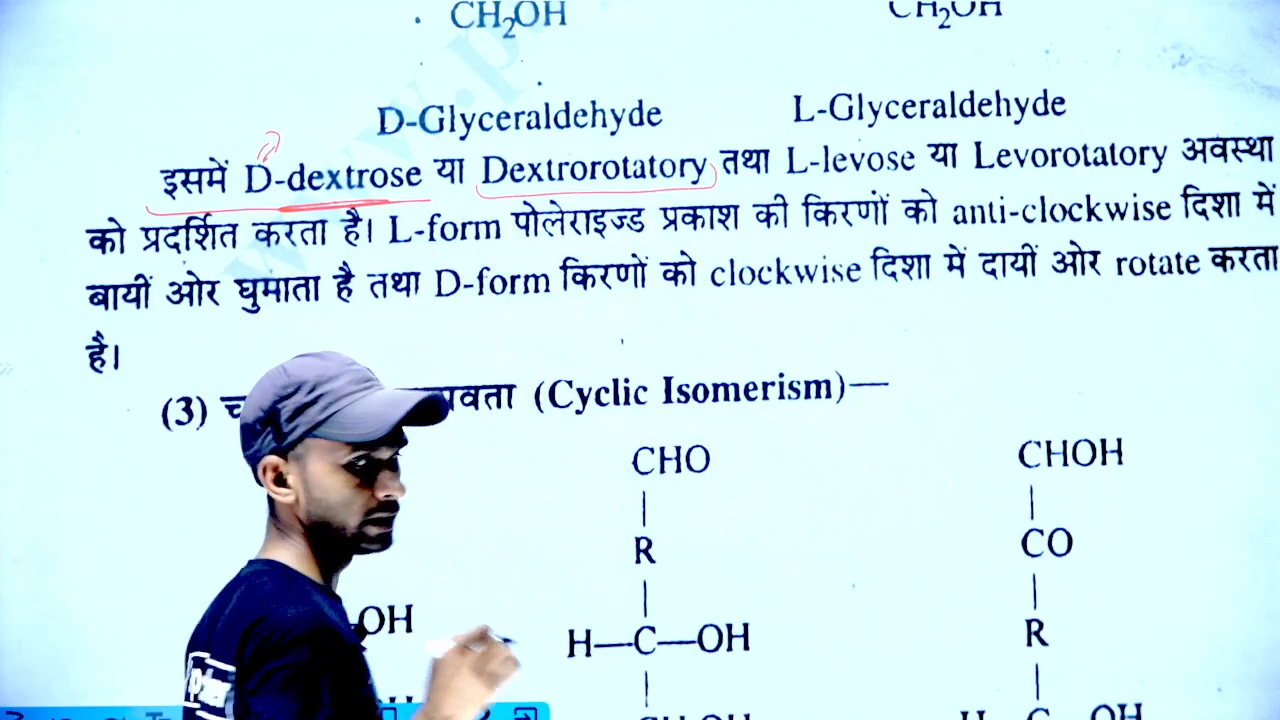 CH₂OH CH₂OH
D-Glyceraldehyde L-Glyceraldehyde
इसमें D-dextrose या Dextrorotatory तथा L-levose या Levorotatory अवस्था
को प्रदर्शित करता है। L-form पोलेराइज्ड प्रकाश की किरणों को anti-clockwise दिशा में
बायीं ओर घुमाता है तथा D-form किरणों को clockwise दिशा में दायीं ओर rotate करता
है।
(3) (Cyclic Isomerism)—
CHO CHOH
| |
R CO
| |
OH H—C—OH R
| |
OH